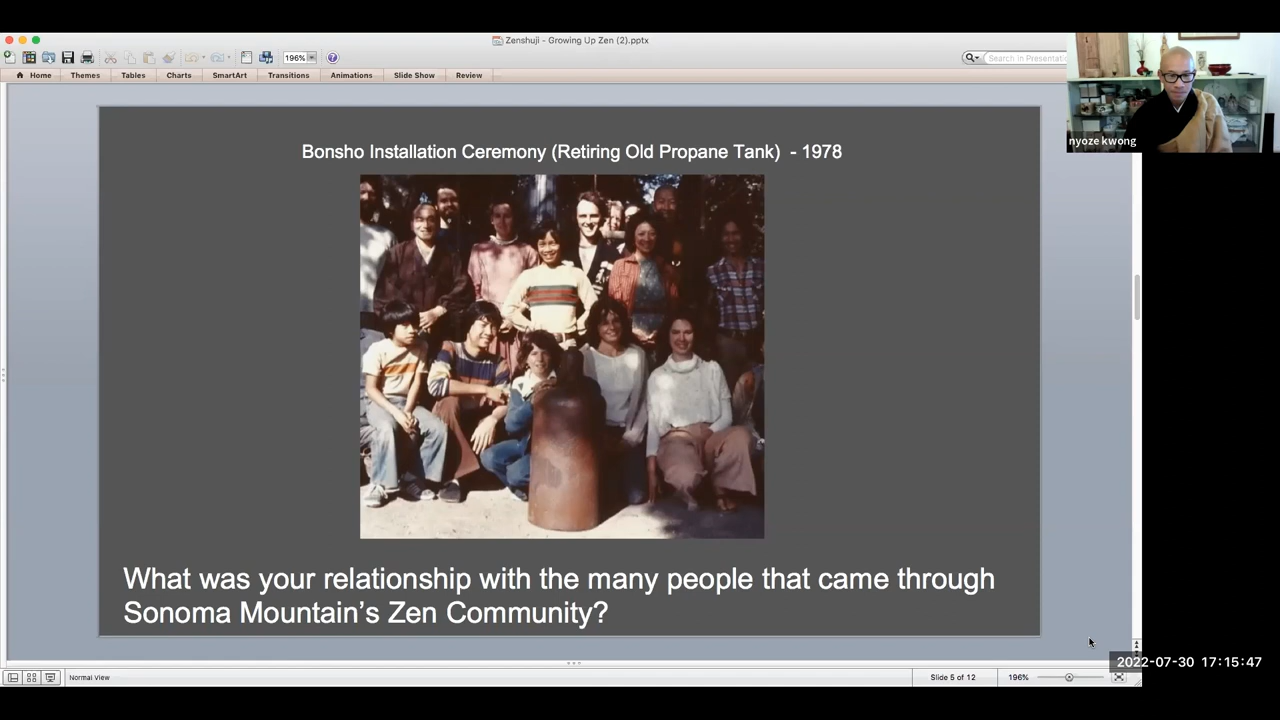 Zenshuji - Growing Up Zen (2).pptx
196%
Search in Presentation
Home Themes Tables Charts SmartArt Transitions Animations Slide Show Review
nyoze kwong
Bonsho Installation Ceremony (Retiring Old Propane Tank) - 1978
What was your relationship with the many people that came through
Sonoma Mountain's Zen Community?
2022-07-30 17:15:47
Normal View
Slide 5 of 12
196%